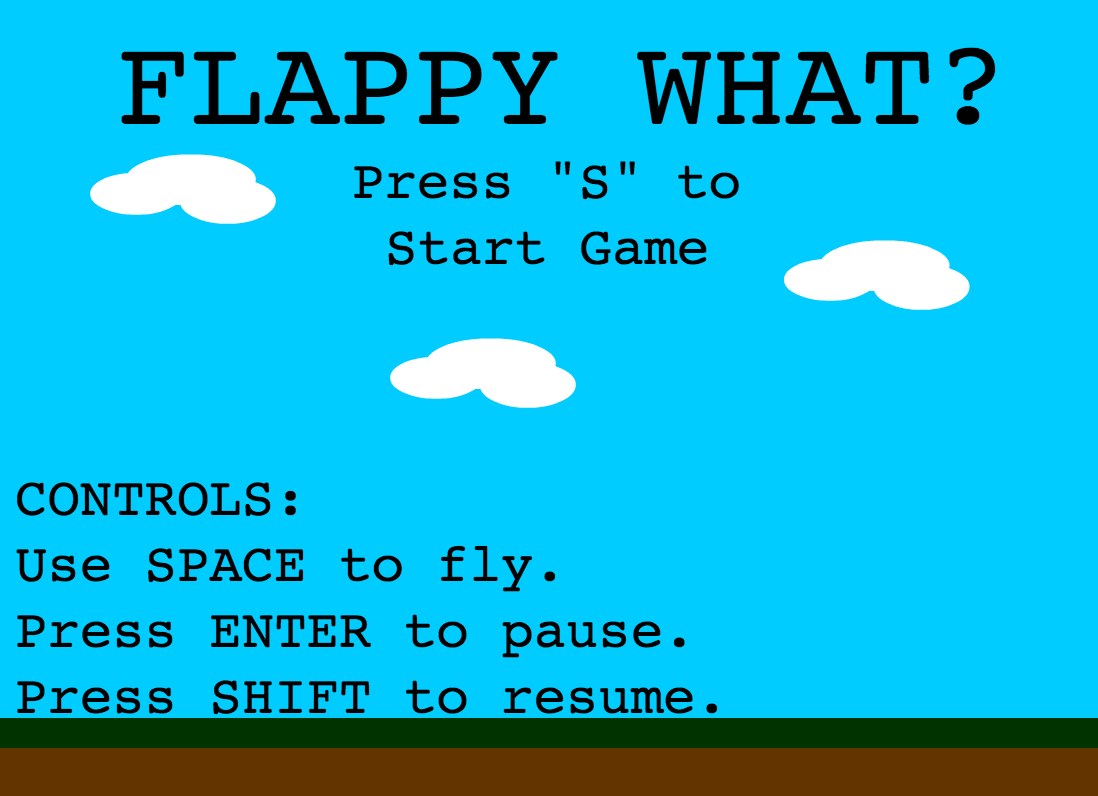 FLAPPY WHAT?
Press "S" to
Start Game
CONTROLS:
Use SPACE to fly.
Press ENTER to pause.
Press SHIFT to resume.